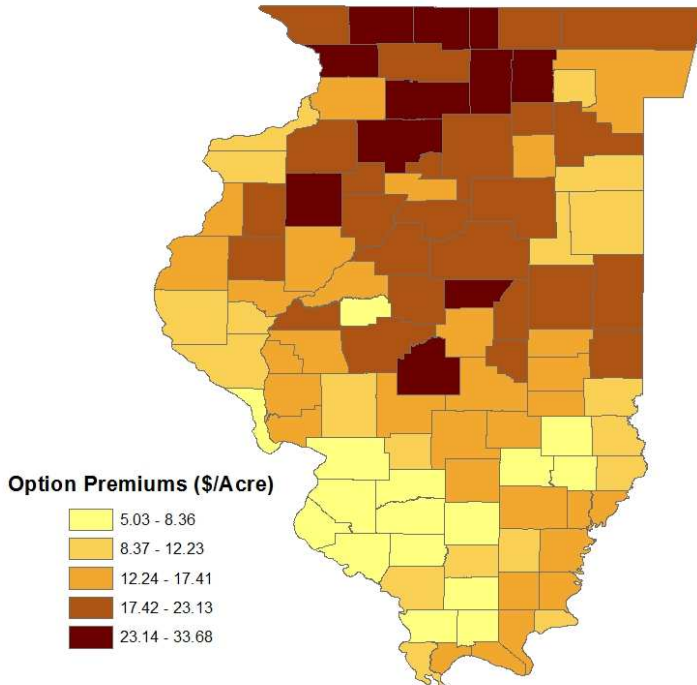 Option Premiums ($/Acre)
5.03 - 8.36
8.37 - 12.23
12.24 - 17.41
17.42 - 23.13
23.14 - 33.68